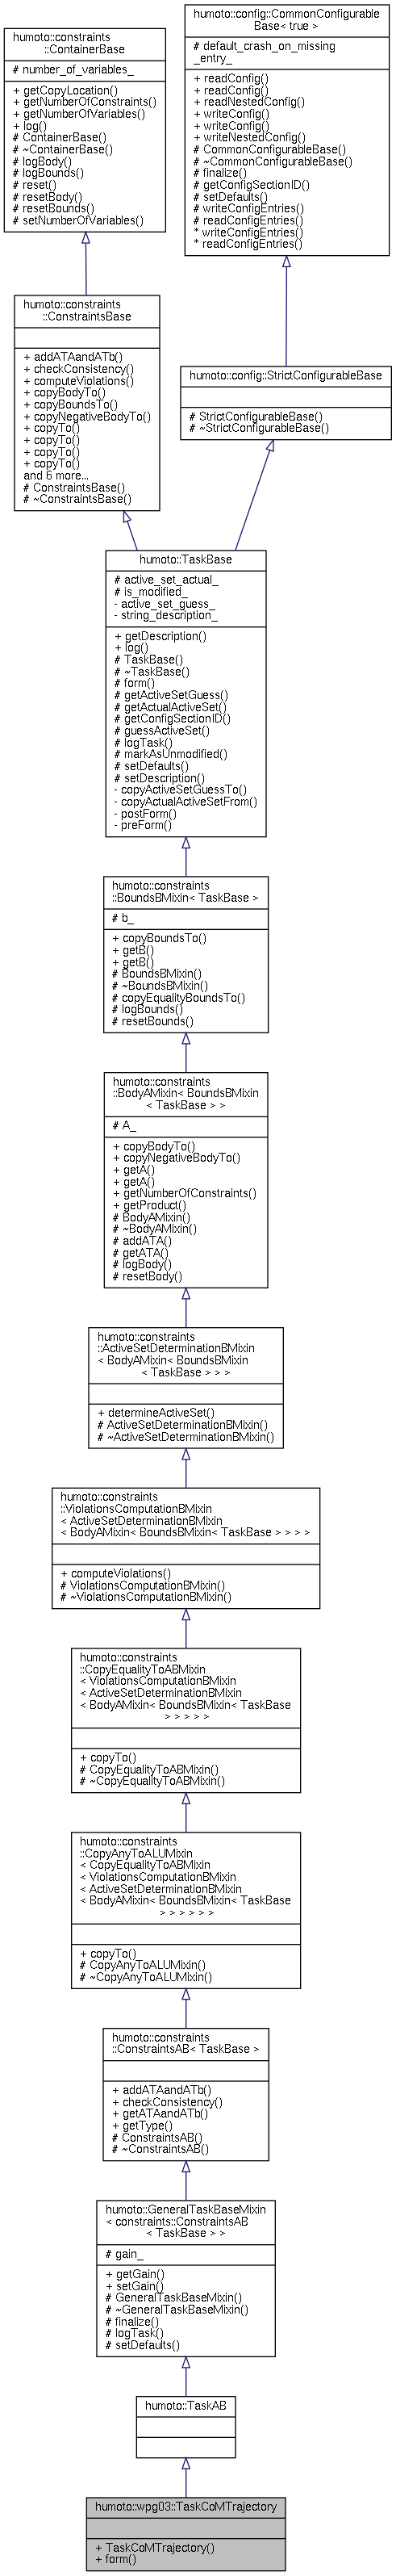 humoto::constraints
::ContainerBase
# number_of_variables_
+ getCopyLocation()
+ getNumberOfConstraints()
+ getNumberOfVariables()
+ log()
# ContainerBase()
# ~ContainerBase()
# logBody()
# logBounds()
# reset()
# resetBody()
# resetBounds()
# setNumberOfVariables()
humoto::config::CommonConfigurable
Base< true >
# default_crash_on_missing
_entry_
+ readConfig()
+ readConfig()
+ readNestedConfig()
+ writeConfig()
+ writeConfig()
+ writeNestedConfig()
# CommonConfigurableBase()
# ~CommonConfigurableBase()
# finalize()
# getConfigSectionID()
# setDefaults()
# writeConfigEntries()
# readConfigEntries()
* writeConfigEntries()
* readConfigEntries()
humoto::constraints
::ConstraintsBase
+ addATAandATb()
+ checkConsistency()
+ computeViolations()
+ copyBodyTo()
+ copyBoundsTo()
+ copyNegativeBodyTo()
+ copyTo()
+ copyTo()
+ copyTo()
+ copyTo()
and 6 more...
# ConstraintsBase()
# ~ConstraintsBase()
humoto::config::StrictConfigurableBase
# StrictConfigurableBase()
# ~StrictConfigurableBase()
humoto::TaskBase
# active_set_actual_
# is_modified_
- active_set_guess_
- string_description_
+ getDescription()
+ log()
# TaskBase()
# ~TaskBase()
# form()
# getActiveSetGuess()
# getActualActiveSet()
# getConfigSectionID()
# guessActiveSet()
# logTask()
# markAsUnmodified()
# setDefaults()
# setDescription()
- copyActiveSetGuessTo()
- copyActualActiveSetFrom()
- postForm()
- preForm()
humoto::constraints
::BoundsBMixin< TaskBase >
# b_
+ copyBoundsTo()
+ getB()
+ getB()
# BoundsBMixin()
# ~BoundsBMixin()
# copyEqualityBoundsTo()
# logBounds()
# resetBounds()
humoto::constraints
::BodyAMixin< BoundsBMixin
< TaskBase > >
# A_
+ copyBodyTo()
+ copyNegativeBodyTo()
+ getA()
+ getA()
+ getNumberOfConstraints()
+ getProduct()
# BodyAMixin()
# ~BodyAMixin()
# addATA()
# getATA()
# logBody()
# resetBody()
humoto::constraints
::ActiveSetDeterminationBMixin
< BodyAMixin< BoundsBMixin
< TaskBase > > >
+ determineActiveSet()
# ActiveSetDeterminationBMixin()
# ~ActiveSetDeterminationBMixin()
humoto::constraints
::ViolationsComputationBMixin
< ActiveSetDeterminationBMixin
< BodyAMixin< BoundsBMixin< TaskBase > > > >
+ computeViolations()
# ViolationsComputationBMixin()
# ~ViolationsComputationBMixin()
humoto::constraints
::CopyEqualityToABMixin
< ViolationsComputationBMixin
< ActiveSetDeterminationBMixin
< BodyAMixin< BoundsBMixin< TaskBase
> > > > >
+ copyTo()
# CopyEqualityToABMixin()
# ~CopyEqualityToABMixin()
humoto::constraints
::CopyAnyToALUMixin
< CopyEqualityToABMixin
< ViolationsComputationBMixin
< ActiveSetDeterminationBMixin
< BodyAMixin< BoundsBMixin< TaskBase
> > > > > >
+ copyTo()
# CopyAnyToALUMixin()
# ~CopyAnyToALUMixin()
humoto::constraints
::ConstraintsAB< TaskBase >
+ addATAandATb()
+ checkConsistency()
+ getATAandATb()
+ getType()
# ConstraintsAB()
# ~ConstraintsAB()
humoto::GeneralTaskBaseMixin
< constraints::ConstraintsAB
< TaskBase > >
# gain_
+ getGain()
+ setGain()
# GeneralTaskBaseMixin()
# ~GeneralTaskBaseMixin()
# finalize()
# logTask()
# setDefaults()
humoto::TaskAB
humoto::wpg03::TaskCoMTrajectory
+ TaskCoMTrajectory()
+ form()